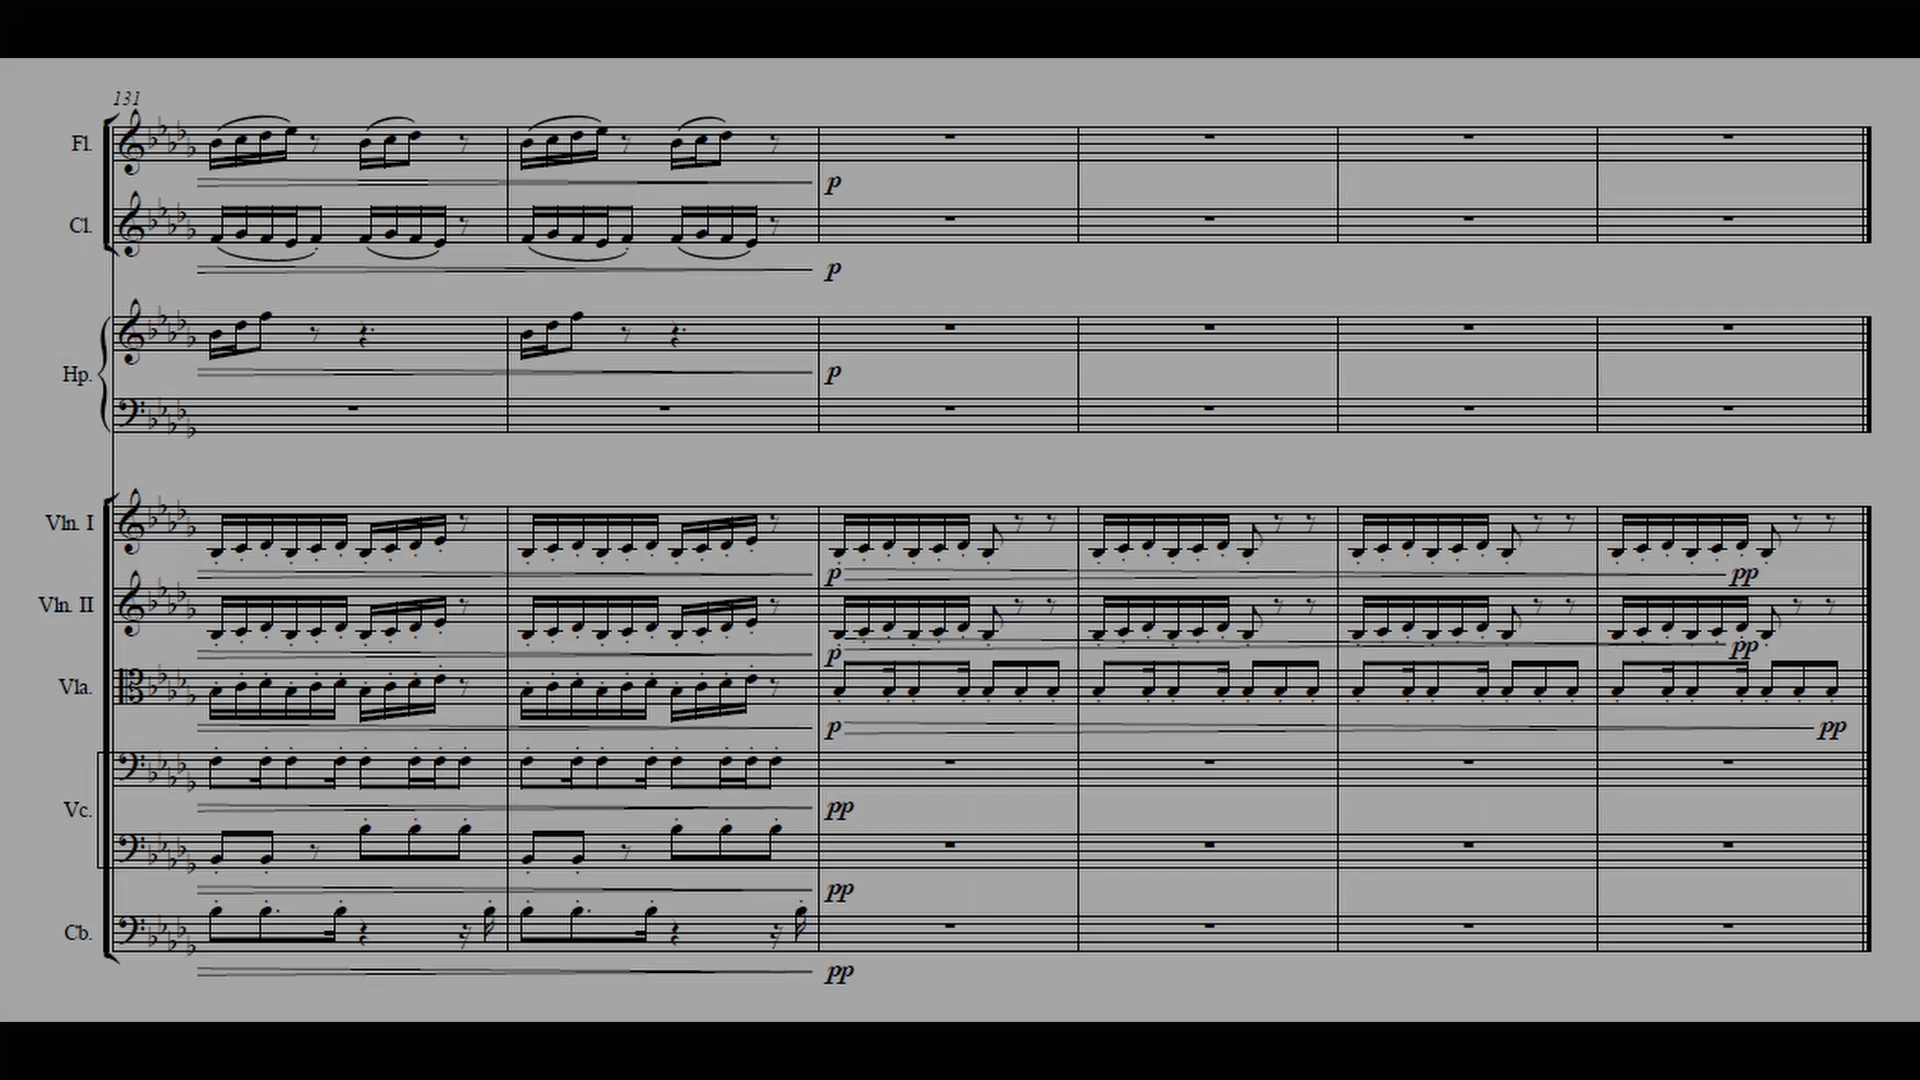 131
Fl.
p
Cl.
p
Hp.
p
Vln. I
p pp
Vln. II
p pp
Vla.
p pp
Vc.
pp
pp
Cb.
pp